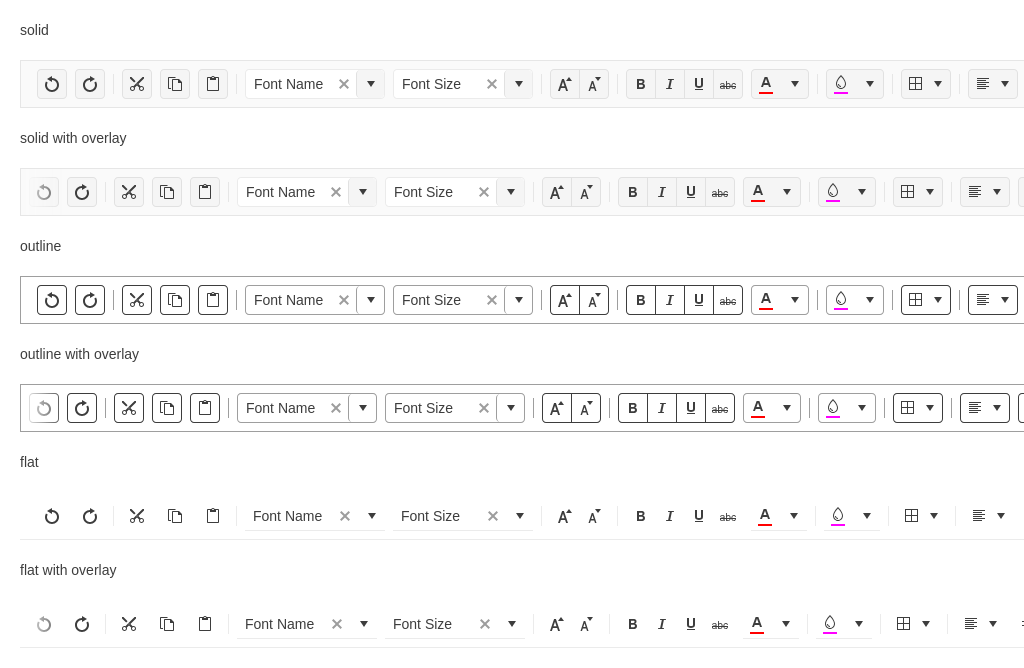 solid
Font Name Font Size A A B I U abc A
solid with overlay
Font Name Font Size A A B I U abc A
outline
Font Name Font Size A A B I U abc A
outline with overlay
Font Name Font Size A A B I U abc A
flat
Font Name Font Size A A B I U abc A
flat with overlay
Font Name Font Size A A B I U abc A